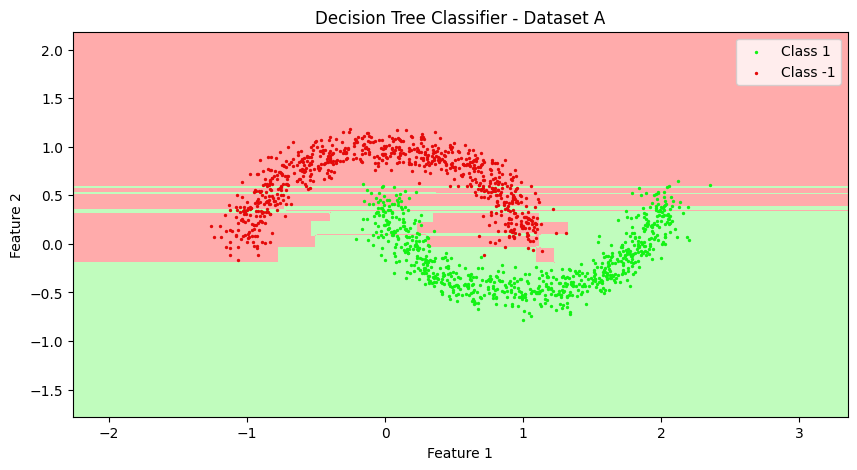 Decision Tree Classifier - Dataset A
Class 1
Class -1
2.0
1.5
1.0
0.5
0.0
−0.5
−1.0
−1.5
Feature 2
−2
−1
0
1
2
3
Feature 1